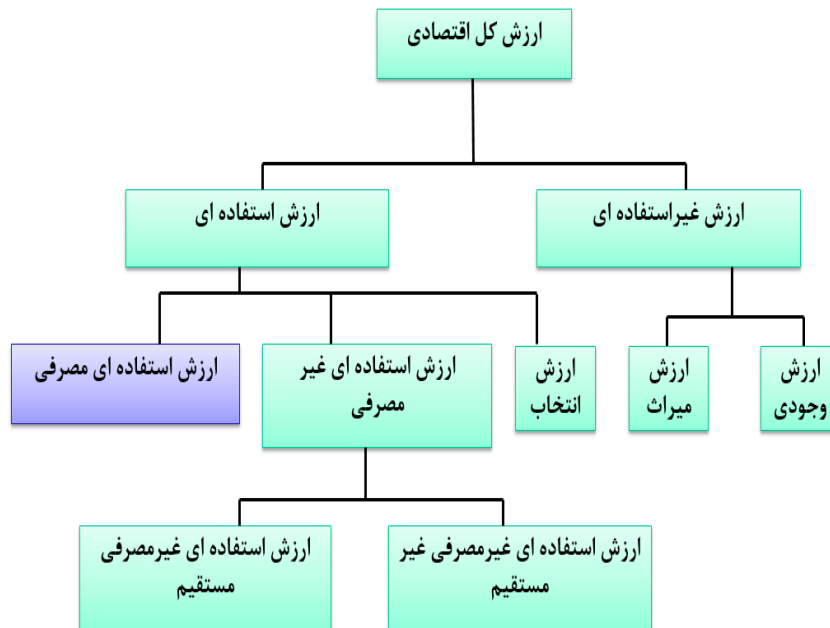 ارزش کل اقتصادی
ارزش غیراستفاده ای
ارزش استفاده ای
ارزش
وجودی
ارزش
میراث
ارزش
انتخاب
ارزش استفاده ای غیر
مصرفی
ارزش استفاده ای مصرفی
ارزش استفاده ای غیرمصرفی غیر
مستقیم
ارزش استفاده ای غیرمصرفی
مستقیم